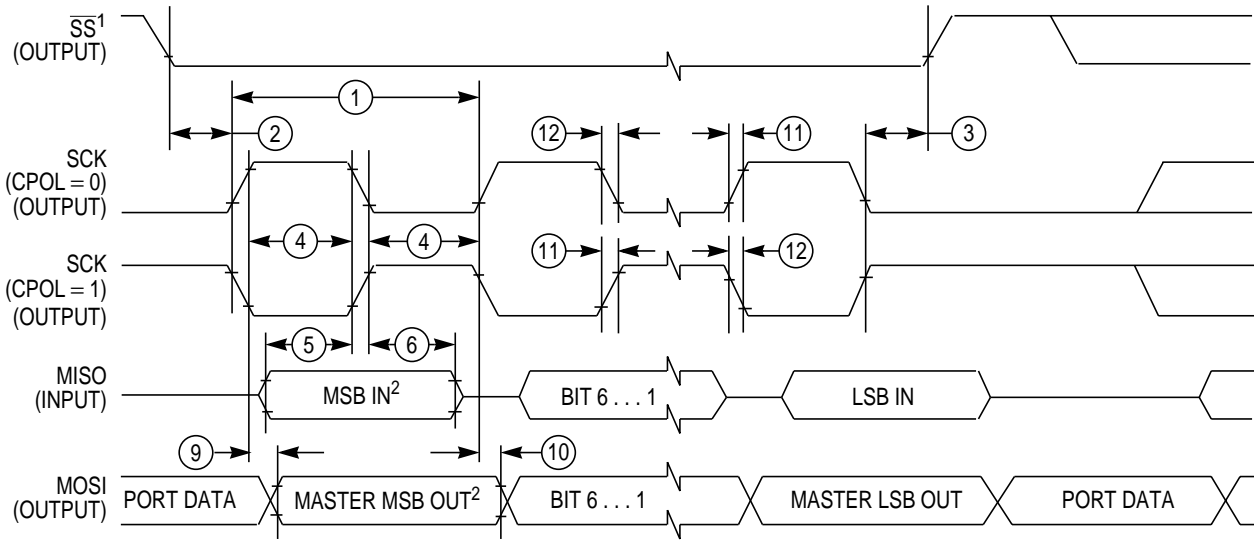 SS¹
(OUTPUT)
1
2
12
11
3
SCK
(CPOL = 0)
(OUTPUT)
4
4
SCK
(CPOL = 1)
(OUTPUT)
11
12
5
6
MISO
(INPUT)
MSB IN²
BIT 6 . . . 1
LSB IN
9
10
MOSI
(OUTPUT)
PORT DATA
MASTER MSB OUT²
BIT 6 . . . 1
MASTER LSB OUT
PORT DATA